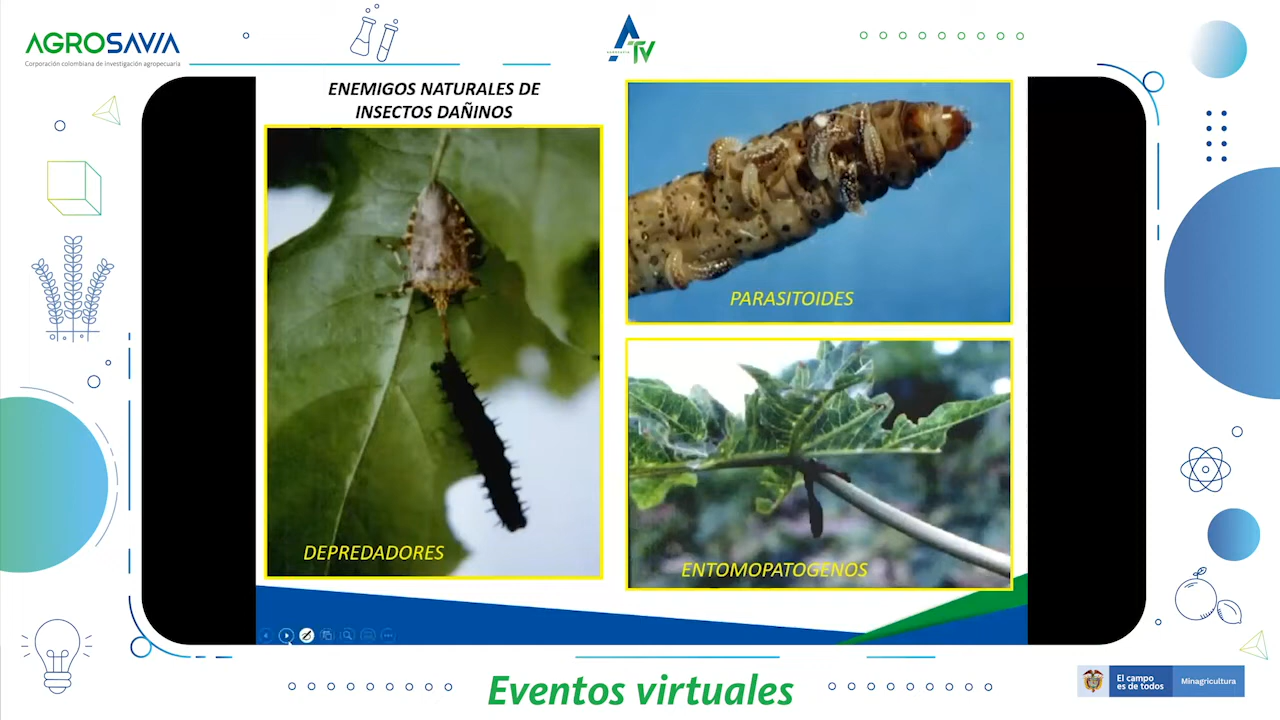 AGROSAVIA
Corporación colombiana de investigación agropecuaria
ATV
ENEMIGOS NATURALES DE
INSECTOS DAÑINOS
DEPREDADORES
PARASITOIDES
ENTOMOPATOGENOS
Eventos virtuales
El campo
es de todos
Minagricultura